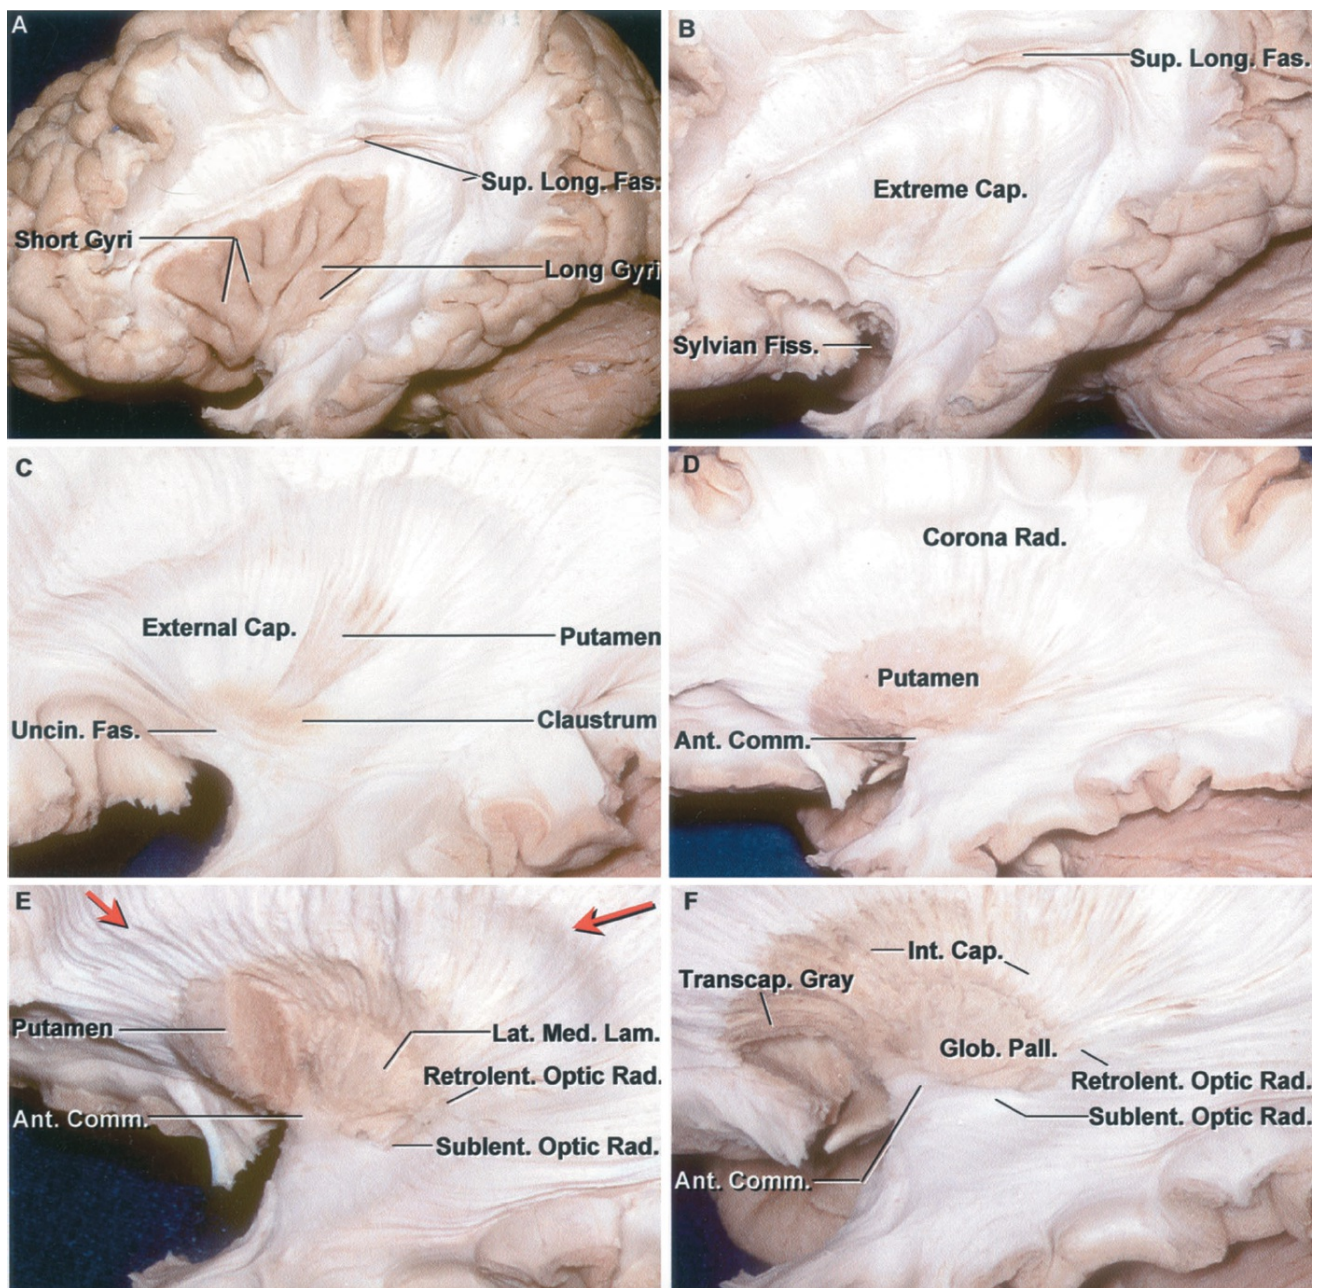 A
Sup. Long. Fas.
Short Gyri
Long Gyri
B
Sup. Long. Fas.
Extreme Cap.
Sylvian Fiss.
C
External Cap.
Putamen
Claustrum
Uncin. Fas.
D
Corona Rad.
Putamen
Ant. Comm.
E
Putamen
Lat. Med. Lam.
Retrolent. Optic Rad.
Ant. Comm.
Sublent. Optic Rad.
F
Int. Cap.
Transcap. Gray
Glob. Pall.
Retrolent. Optic Rad.
Sublent. Optic Rad.
Ant. Comm.